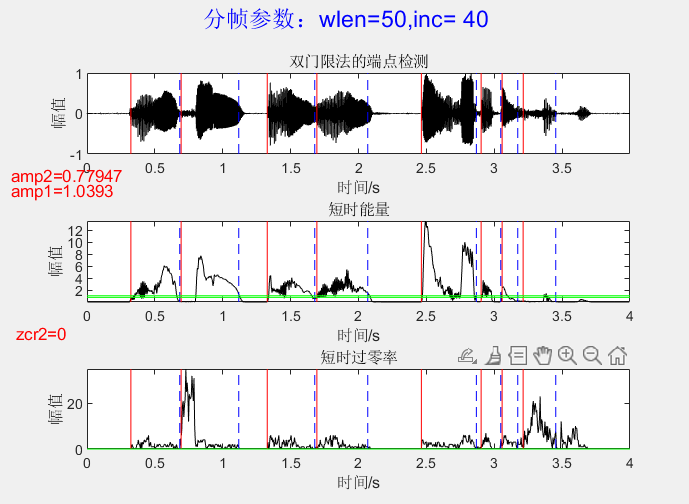 分帧参数：wlen=50,inc= 40
双门限法的端点检测
幅值
1
0
-1
0 0.5 1 1.5 2 2.5 3 3.5 4
时间/s
amp2=0.77947
amp1=1.0393
短时能量
幅值
12
10
8
6
4
2
0 0.5 1 1.5 2 2.5 3 3.5 4
时间/s
zcr2=0
短时过零率
幅值
20
0
0 0.5 1 1.5 2 2.5 3 3.5 4
时间/s